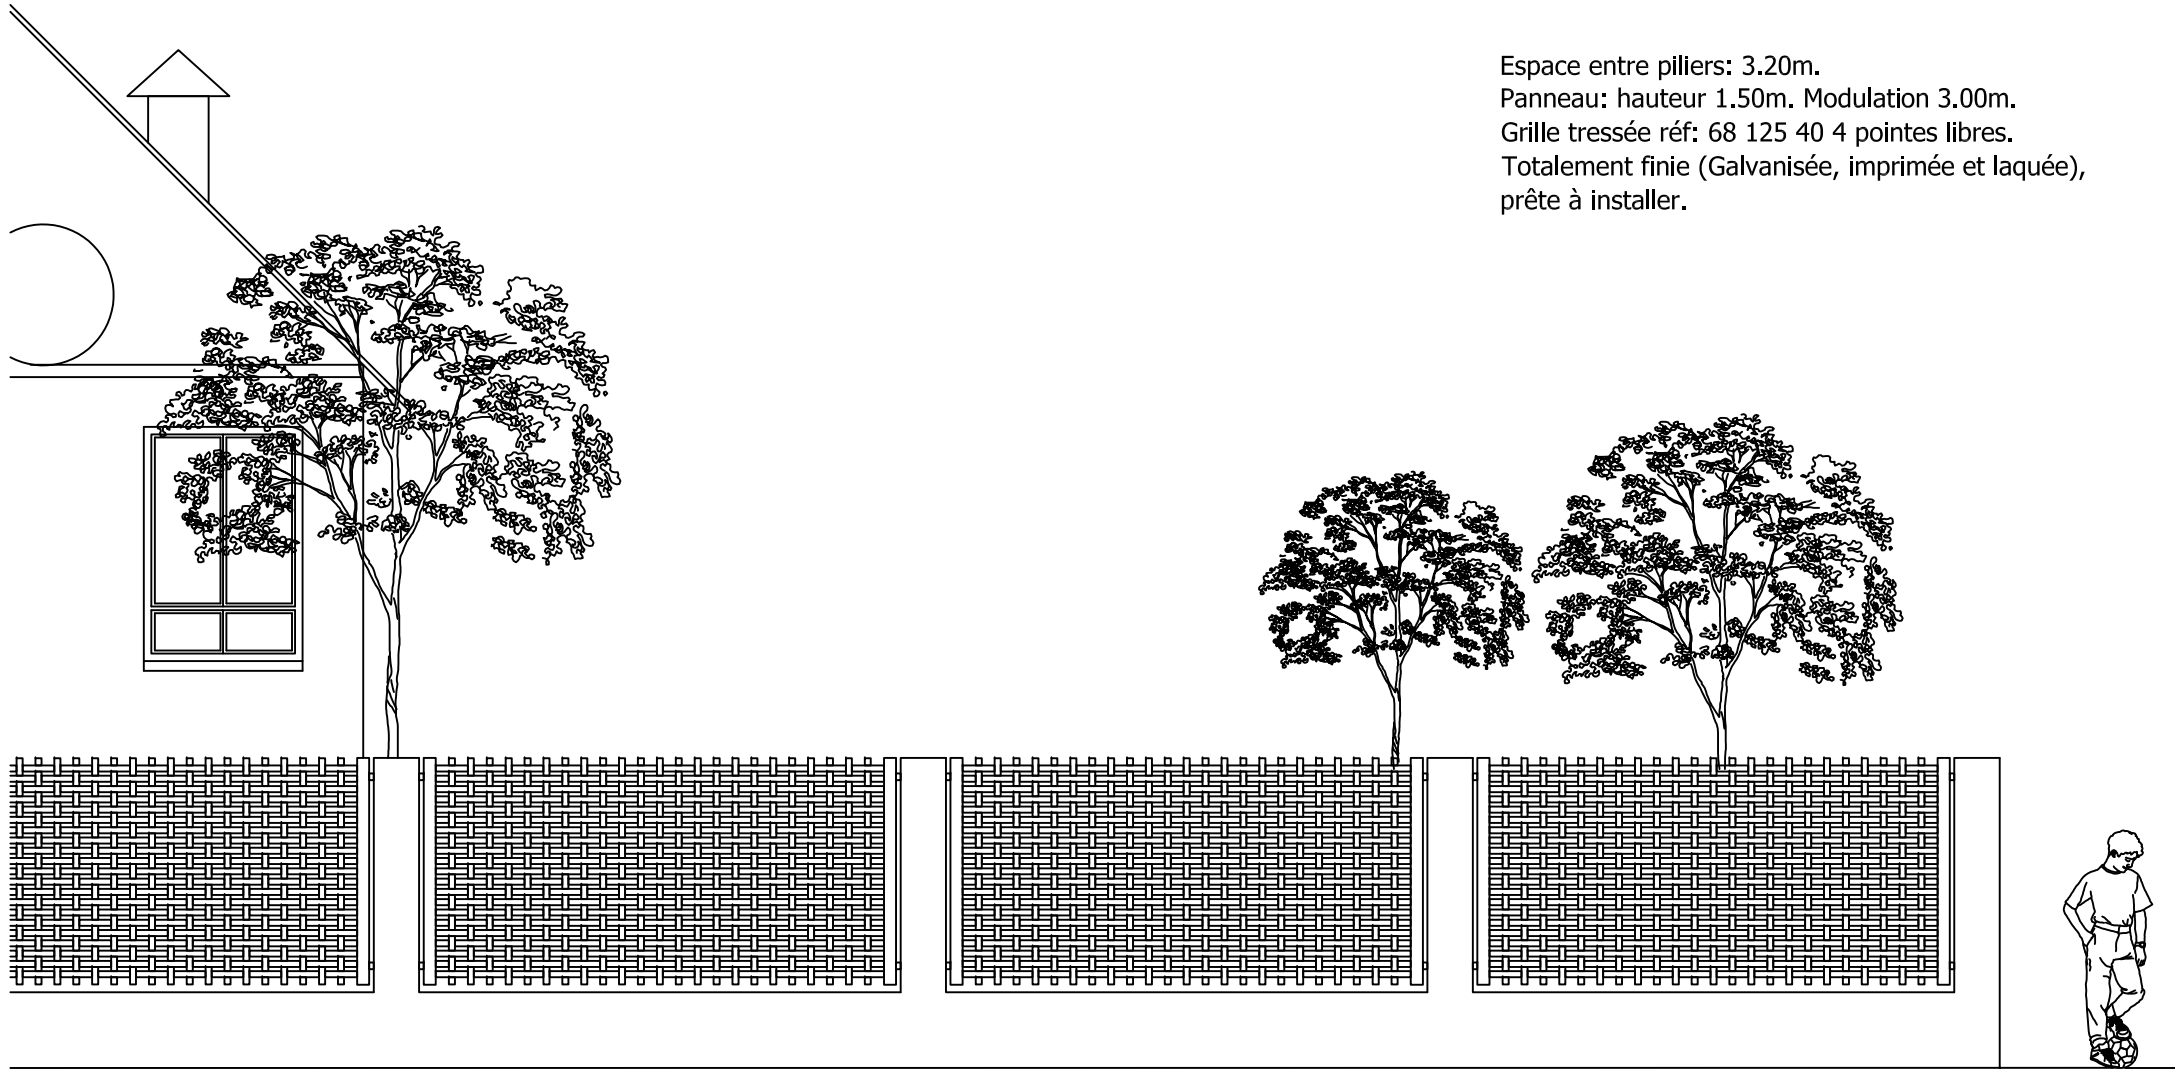 Espace entre piliers: 3.20m.
Panneau: hauteur 1.50m. Modulation 3.00m.
Grille tressée réf: 68 125 40 4 pointes libres.
Totalement finie (Galvanisée, imprimée et laquée),
prête à installer.